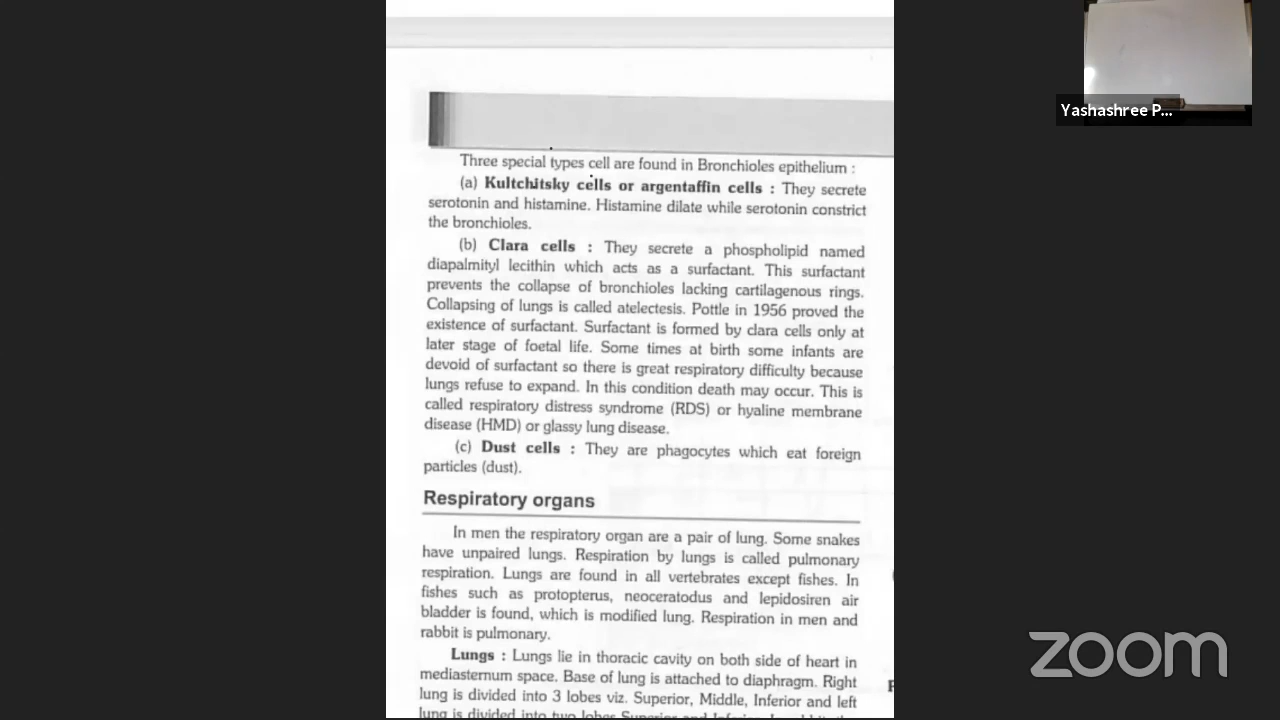 Three special types cell are found in Bronchioles epithelium :
(a) Kultchitsky cells or argentaffin cells : They secrete
serotonin and histamine. Histamine dilate while serotonin constrict
the bronchioles.
(b) Clara cells : They secrete a phospholipid named
diapalmityl lecithin which acts as a surfactant. This surfactant
prevents the collapse of bronchioles lacking cartilagenous rings.
Collapsing of lungs is called atelectesis. Pottle in 1956 proved the
existence of surfactant. Surfactant is formed by clara cells only at
later stage of foetal life. Some times at birth some infants are
devoid of surfactant so there is great respiratory difficulty because
lungs refuse to expand. In this condition death may occur. This is
called respiratory distress syndrome (RDS) or hyaline membrane
disease (HMD) or glassy lung disease.
(c) Dust cells : They are phagocytes which eat foreign
particles (dust).
Respiratory organs
In men the respiratory organ are a pair of lung. Some snakes
have unpaired lungs. Respiration by lungs is called pulmonary
respiration. Lungs are found in all vertebrates except fishes. In
fishes such as protopterus, neoceratodus and lepidosiren air
bladder is found, which is modified lung. Respiration in men and
rabbit is pulmonary.
Lungs : Lungs lie in thoracic cavity on both side of heart in
mediasternum space. Base of lung is attached to diaphragm. Right
lung is divided into 3 lobes viz. Superior, Middle, Inferior and left
lung is divided into two lobes Superior and Inferior.
Yashashree P...
zoom